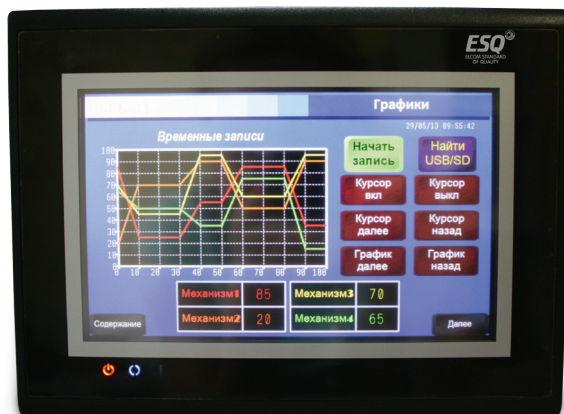 ESQ®
ELCOM STANDARD
OF QUALITY
Графики
29/05/13 09:55:42
Временные записи
100
90
80
70
60
50
40
30
20
10
0
0 10 20 30 40 50 60 70 80 90 100
Начать
запись
Найти
USB/SD
Курсор
вкл
Курсор
выкл
Курсор
далее
Курсор
назад
График
далее
График
назад
Механизм1 85
Механизм3 70
Механизм2 20
Механизм4 65
Содержание
Далее